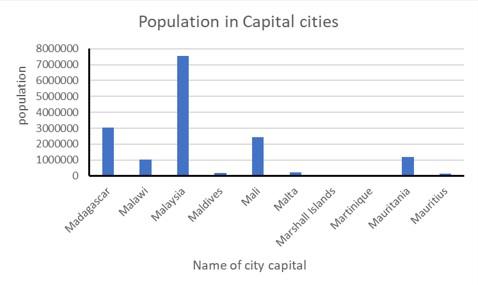 Population in Capital cities
population
8000000
7000000
6000000
5000000
4000000
3000000
2000000
1000000
0
Madagascar
Malawi
Malaysia
Maldives
Mali
Malta
Marshall Islands
Martinique
Mauritania
Mauritius
Name of city capital